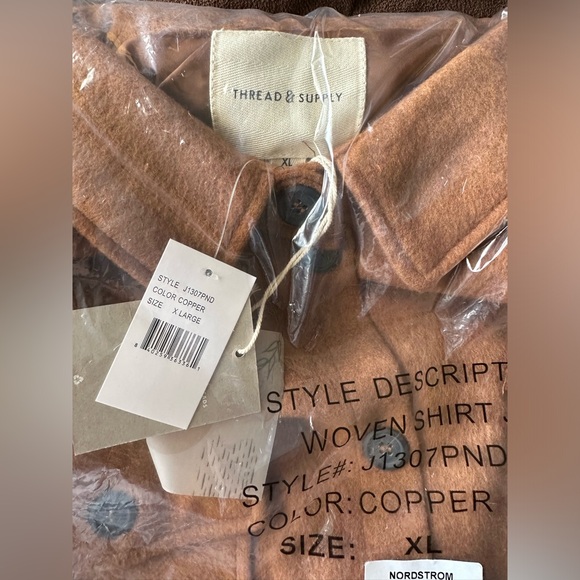 THREAD & SUPPLY
XL
STYLE J1307PND
COLOR COPPER
SIZE X.LARGE
STYLE DESCRIPT
WOVEN SHIRT J
STYLE#: J1307PND
COLOR: COPPER
SIZE: XL
NORDSTROM